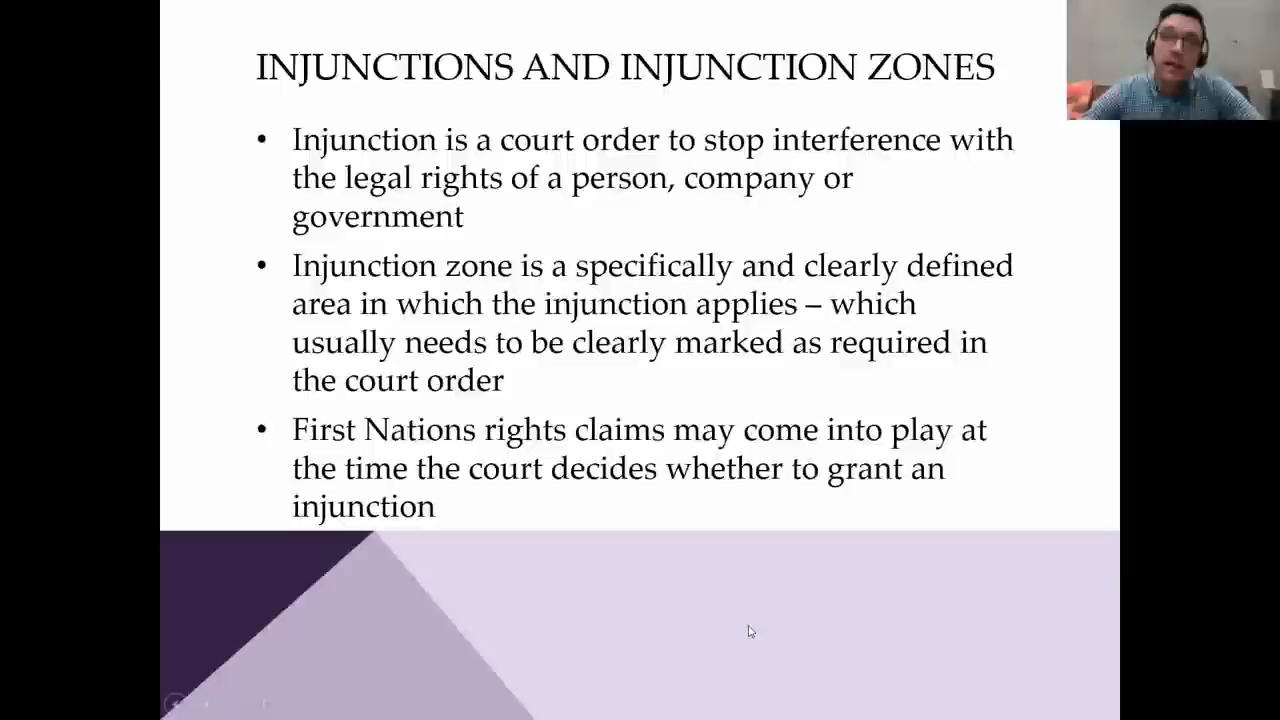 INJUNCTIONS AND INJUNCTION ZONES
• Injunction is a court order to stop interference with
the legal rights of a person, company or
government
• Injunction zone is a specifically and clearly defined
area in which the injunction applies – which
usually needs to be clearly marked as required in
the court order
• First Nations rights claims may come into play at
the time the court decides whether to grant an
injunction